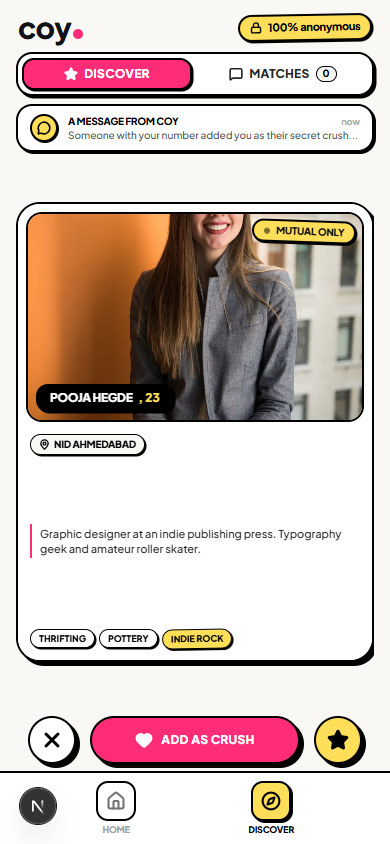 coy.
100% anonymous
DISCOVER
MATCHES 0
A MESSAGE FROM COY
now
Someone with your number added you as their secret crush...
MUTUAL ONLY
POOJA HEGDE , 23
NID AHMEDABAD
Graphic designer at an indie publishing press. Typography
geek and amateur roller skater.
THRIFTING POTTERY INDIE ROCK
ADD AS CRUSH
N
HOME
DISCOVER